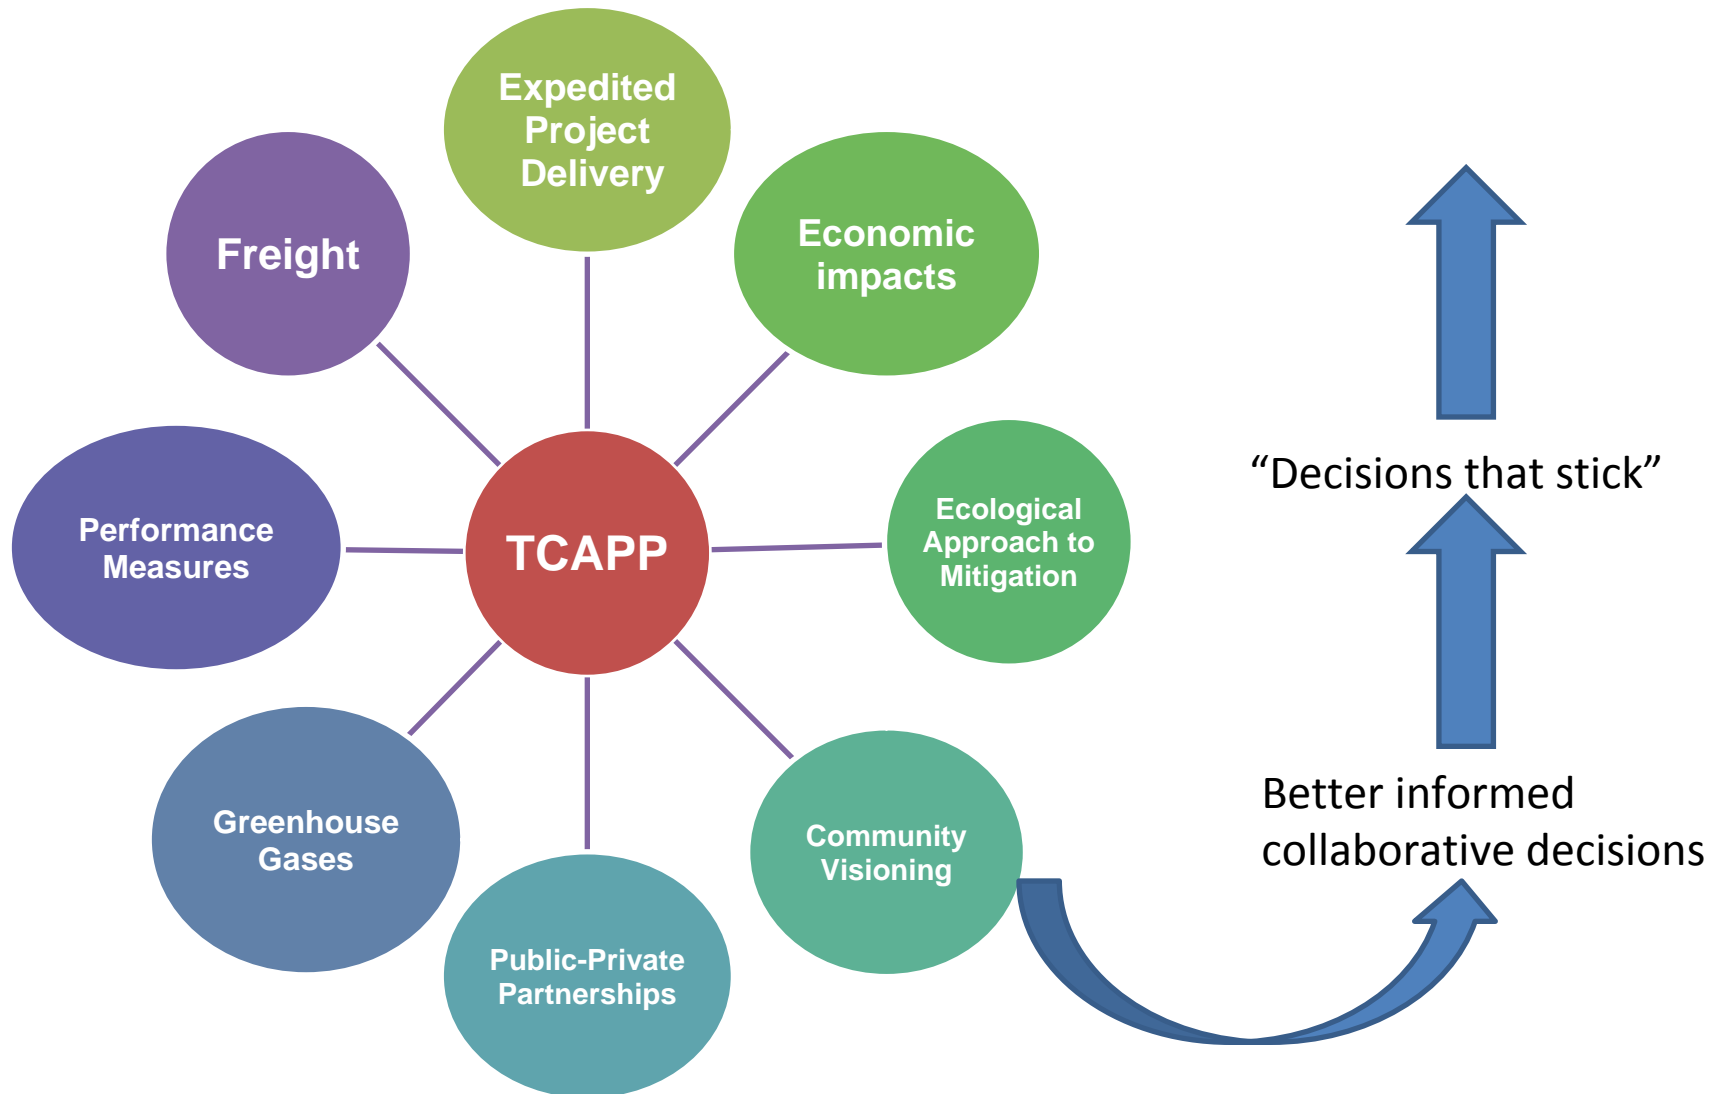 Expedited
Project
Delivery
Economic
impacts
Freight
Ecological
Approach to
Mitigation
TCAPP
Performance
Measures
Community
Visioning
Greenhouse
Gases
Public-Private
Partnerships
“Decisions that stick”
Better informed
collaborative decisions